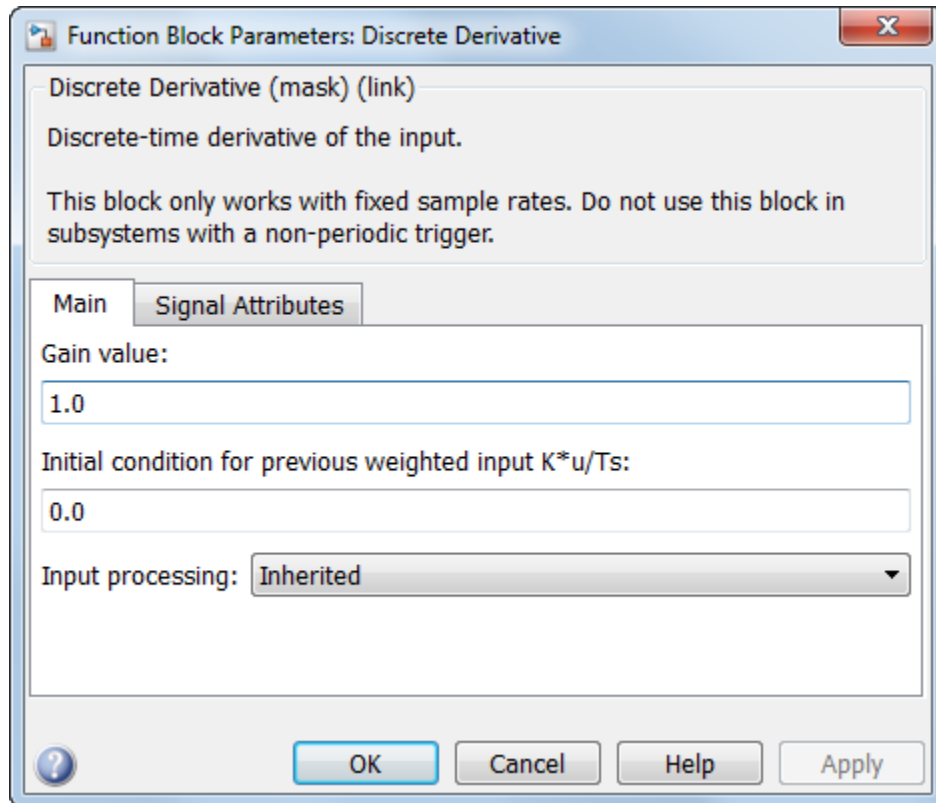 Function Block Parameters: Discrete Derivative
Discrete Derivative (mask) (link)
Discrete-time derivative of the input.
This block only works with fixed sample rates. Do not use this block in
subsystems with a non-periodic trigger.
Main Signal Attributes
Gain value:
1.0
Initial condition for previous weighted input K*u/Ts:
0.0
Input processing: Inherited
? OK Cancel Help Apply